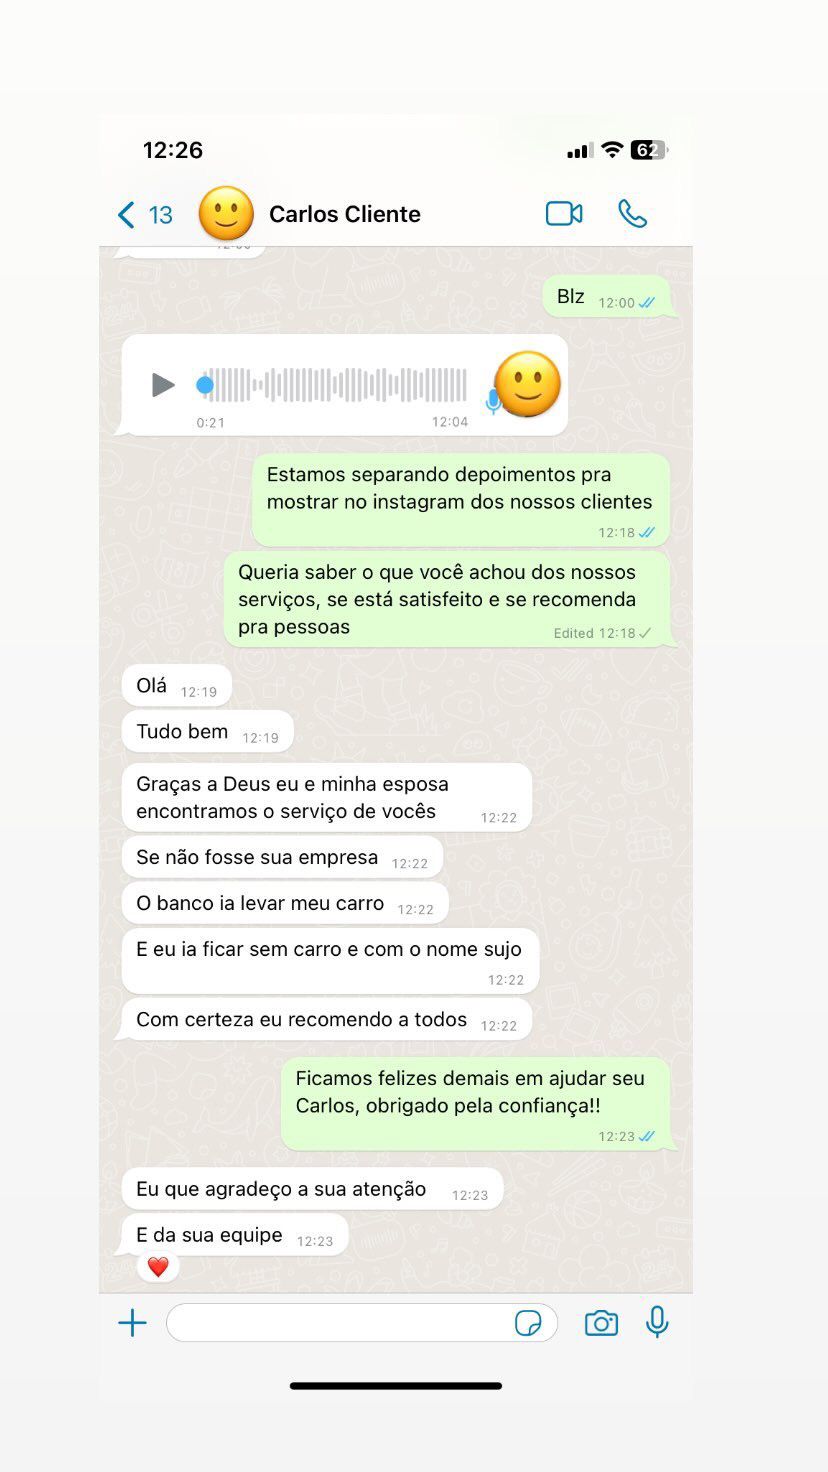 12:26
62
13
Carlos Cliente
Blz 12:00
0:21 12:04
Estamos separando depoimentos pra
mostrar no instagram dos nossos clientes
12:18
Queria saber o que você achou dos nossos
serviços, se está satisfeito e se recomenda
pra pessoas
Edited 12:18
Olá 12:19
Tudo bem 12:19
Graças a Deus eu e minha esposa
encontramos o serviço de vocês 12:22
Se não fosse sua empresa 12:22
O banco ia levar meu carro 12:22
E eu ia ficar sem carro e com o nome sujo
12:22
Com certeza eu recomendo a todos 12:22
Ficamos felizes demais em ajudar seu
Carlos, obrigado pela confiança!!
12:23
Eu que agradeço a sua atenção 12:23
E da sua equipe 12:23